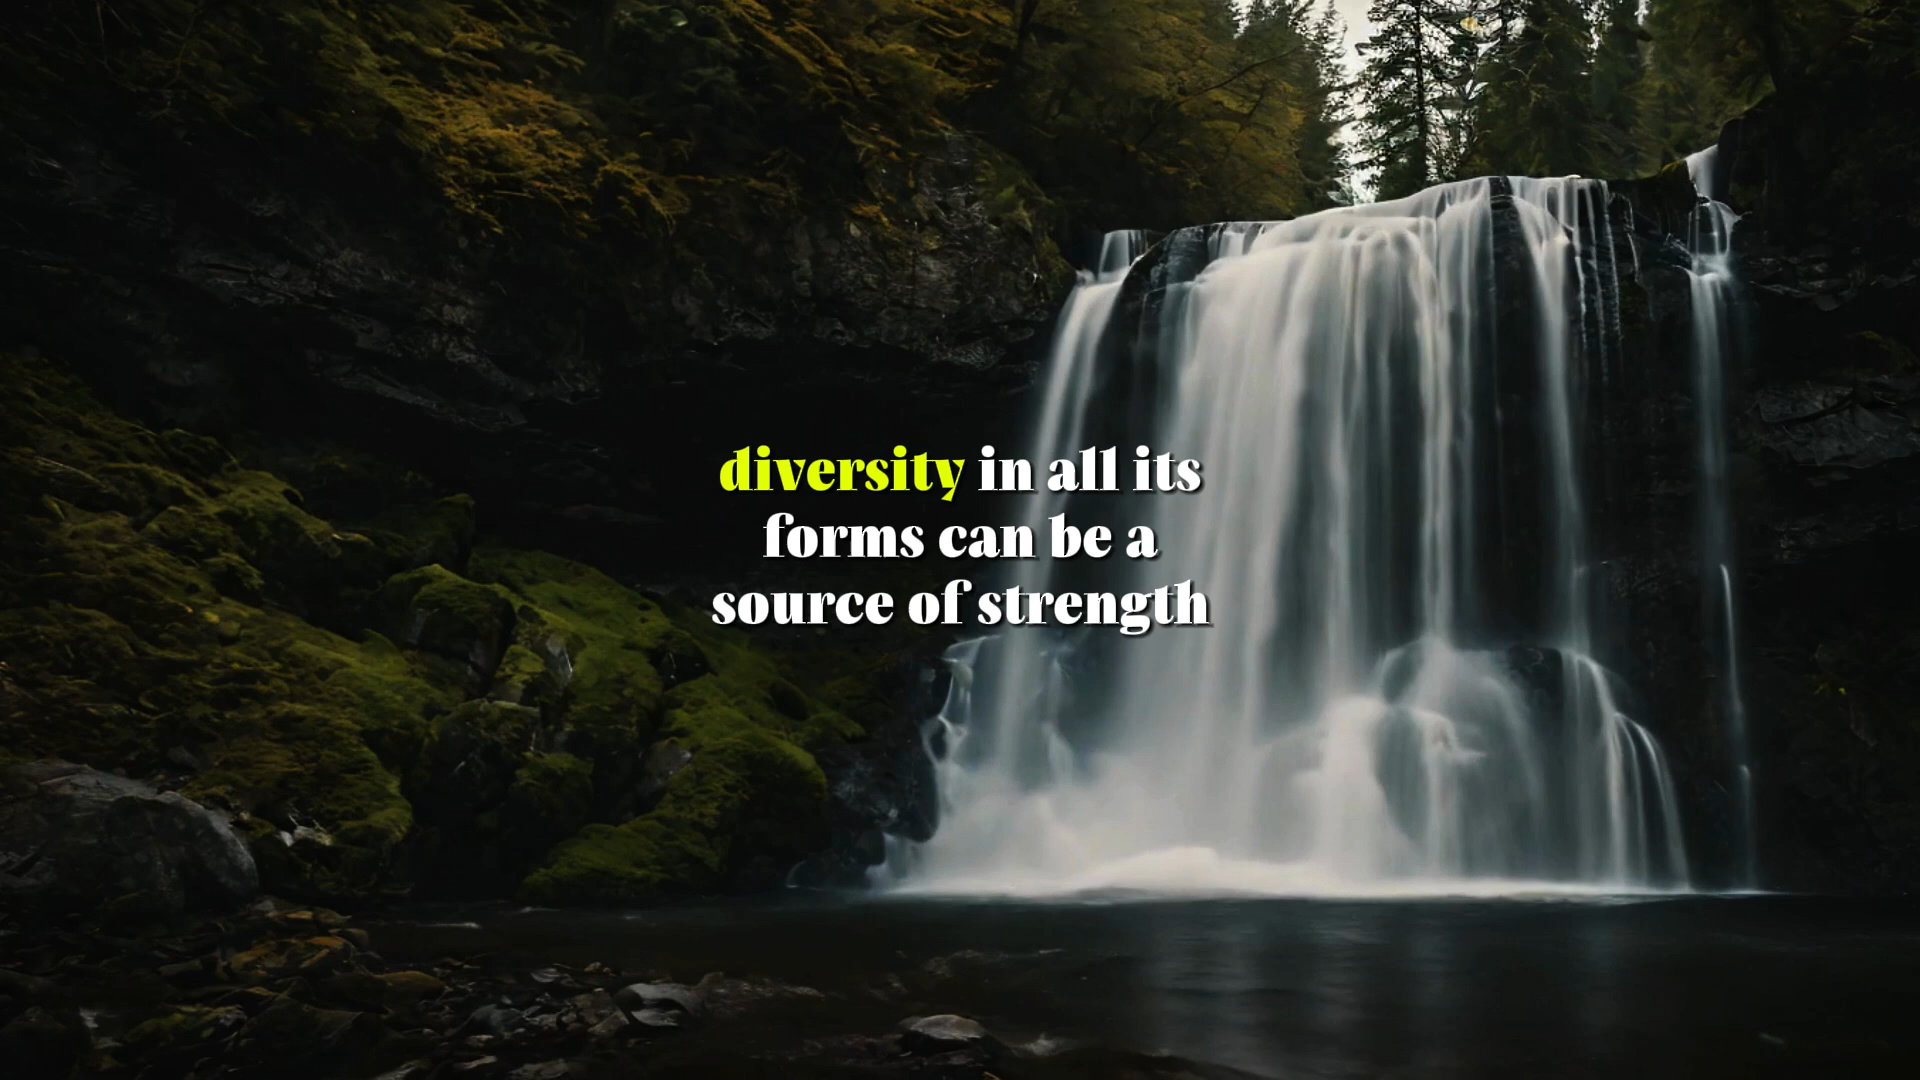 diversity in all its
forms can be a
source of strength